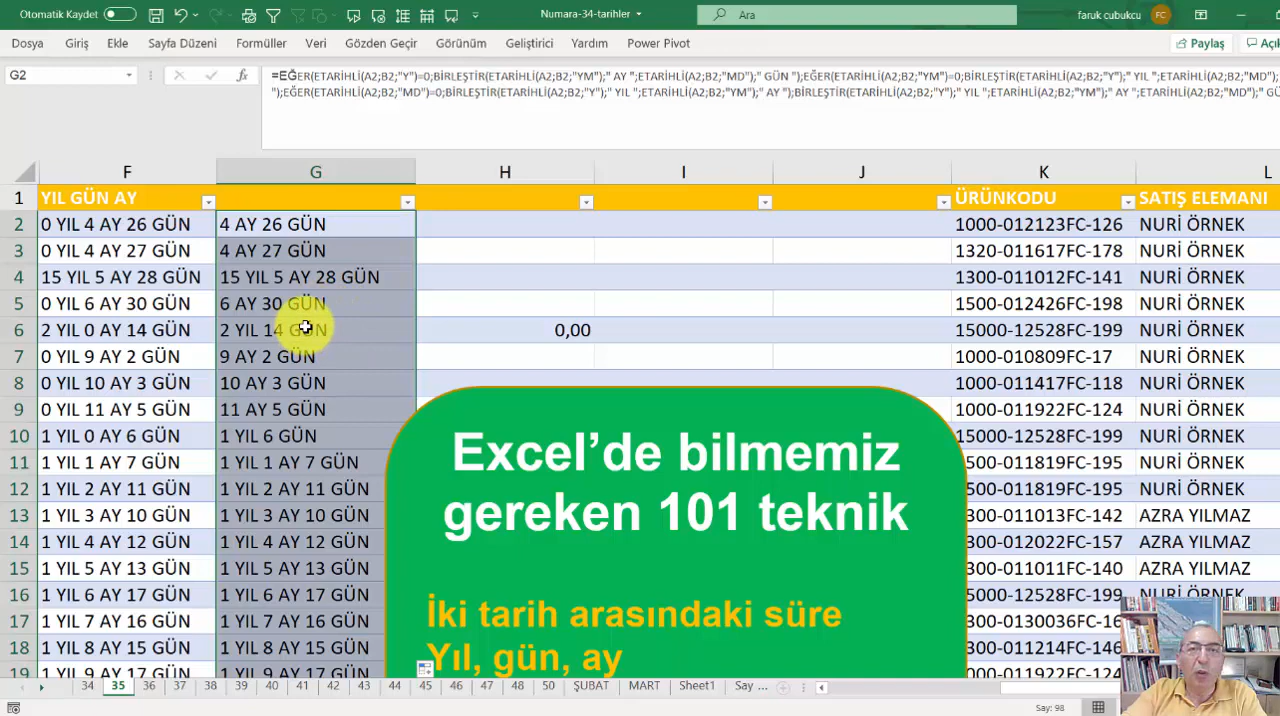 Otomatik Kaydet
Numara-34-tarihler
Ara
faruk cubukcu
FC
Dosya Giriş Ekle Sayfa Düzeni Formüller Veri Gözden Geçir Görünüm Geliştirici Yardım Power Pivot
Paylaş
G2
fx
=EĞER(ETARİHLİ(A2;B2;"Y")=0;BİRLEŞTİR(ETARİHLİ(A2;B2;"YM");" AY ";ETARİHLİ(A2;B2;"MD");" GÜN ");EĞER(ETARİHLİ(A2;B2;"YM")=0;BİRLEŞTİR(ETARİHLİ(A2;B2;"Y");" YIL ";ETARİHLİ(A2;B2;"MD");
");EĞER(ETARİHLİ(A2;B2;"MD")=0;BİRLEŞTİR(ETARİHLİ(A2;B2;"Y");" YIL ";ETARİHLİ(A2;B2;"YM");" AY ");BİRLEŞTİR(ETARİHLİ(A2;B2;"Y");" YIL ";ETARİHLİ(A2;B2;"YM");" AY ";ETARİHLİ(A2;B2;"MD");" GÜ
F G H I J K L
1 YIL GÜN AY ÜRÜNKODU SATIŞ ELEMANI
2 0 YIL 4 AY 26 GÜN 4 AY 26 GÜN 1000-012123FC-126 NURİ ÖRNEK
3 0 YIL 4 AY 27 GÜN 4 AY 27 GÜN 1320-011617FC-178 NURİ ÖRNEK
4 15 YIL 5 AY 28 GÜN 15 YIL 5 AY 28 GÜN 1300-011012FC-141 NURİ ÖRNEK
5 0 YIL 6 AY 30 GÜN 6 AY 30 GÜN 1500-012426FC-198 NURİ ÖRNEK
6 2 YIL 0 AY 14 GÜN 2 YIL 14 GÜN 0,00 15000-12528FC-199 NURİ ÖRNEK
7 0 YIL 9 AY 2 GÜN 9 AY 2 GÜN 1000-010809FC-17 NURİ ÖRNEK
8 0 YIL 10 AY 3 GÜN 10 AY 3 GÜN 1000-011417FC-118 NURİ ÖRNEK
9 0 YIL 11 AY 5 GÜN 11 AY 5 GÜN 1000-011922FC-124 NURİ ÖRNEK
10 1 YIL 0 AY 6 GÜN 1 YIL 6 GÜN 15000-12528FC-199 NURİ ÖRNEK
11 1 YIL 1 AY 7 GÜN 1 YIL 1 AY 7 GÜN 500-011819FC-195 NURİ ÖRNEK
12 1 YIL 2 AY 11 GÜN 1 YIL 2 AY 11 GÜN 500-011819FC-195 NURİ ÖRNEK
13 1 YIL 3 AY 10 GÜN 1 YIL 3 AY 10 GÜN 300-012013FC-142 AZRA YILMAZ
14 1 YIL 4 AY 12 GÜN 1 YIL 4 AY 12 GÜN 300-012022FC-157 AZRA YILMAZ
15 1 YIL 5 AY 13 GÜN 1 YIL 5 AY 13 GÜN 300-011011FC-140 AZRA YILMAZ
16 1 YIL 6 AY 17 GÜN 1 YIL 6 AY 17 GÜN 5000-12528FC-199
17 1 YIL 7 AY 16 GÜN 1 YIL 7 AY 16 GÜN 300-0130036FC-16
18 1 YIL 8 AY 15 GÜN 1 YIL 8 AY 15 GÜN 300-011214FC-146
19 1 YIL 9 AY 17 GÜN 1 YIL 9 AY 17 GÜN 300-011819FC-195
Excel’de bilmemiz
gereken 101 teknik
İki tarih arasındaki süre
Yıl, gün, ay
34 35 36 37 38 39 40 41 42 43 44 45 46 47 48 50 ŞUBAT MART Sheet1 Say ...
Say: 98